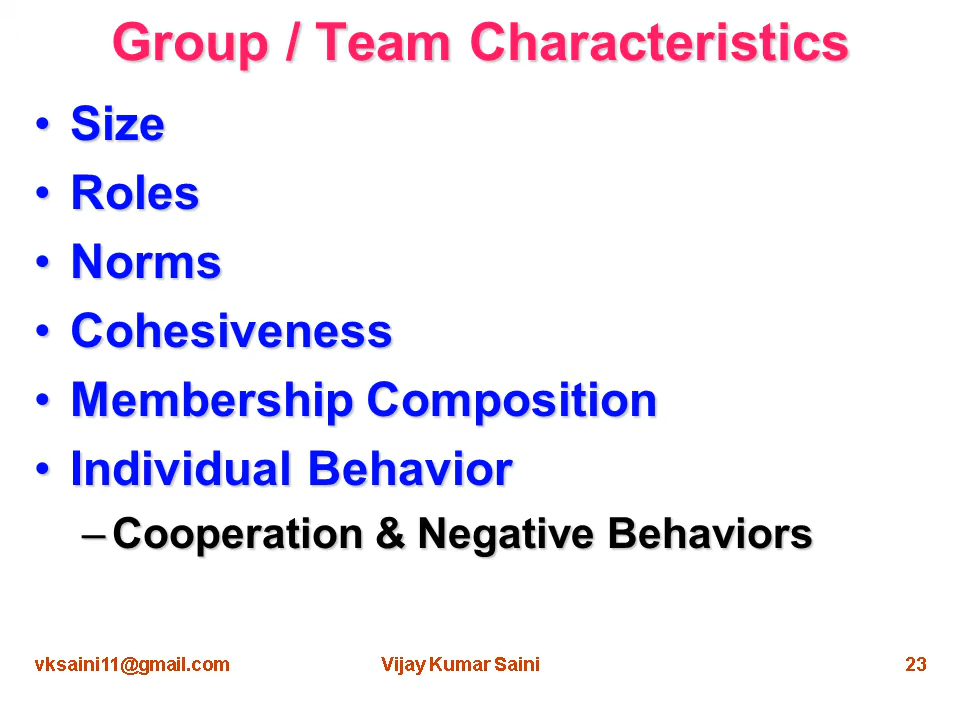 Group / Team Characteristics
• Size
• Roles
• Norms
• Cohesiveness
• Membership Composition
• Individual Behavior
– Cooperation & Negative Behaviors
vksaini11@gmail.com Vijay Kumar Saini 23